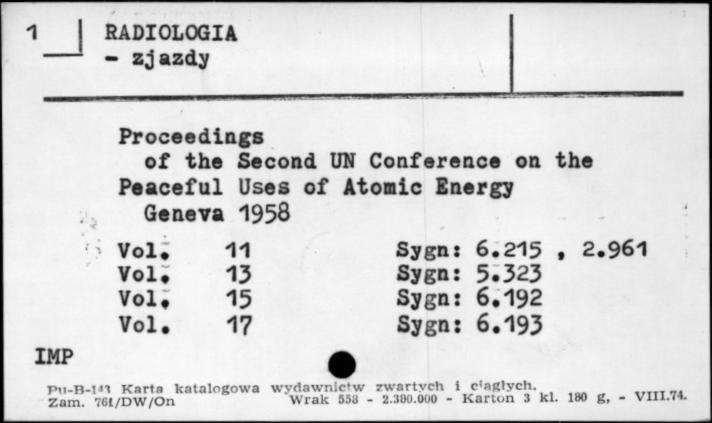 1
RADIOLOGIA
- zjazdy
Proceedings
of the Second UN Conference on the
Peaceful Uses of Atomic Energy
Geneva 1958
Vol. 11 Sygn: 6.215 , 2.961
Vol. 13 Sygn: 5.323
Vol. 15 Sygn: 6.192
Vol. 17 Sygn: 6.193
IMP
Pu-B-143 Karta katalogowa wydawnictw zwartych i ciągłych.
Zam. 761/DW/On Wrak 558 - 2.380.000 - Karton 3 kl. 180 g, - VIII.74.